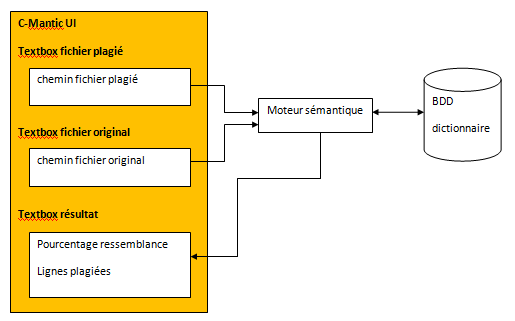 C-Mantic UI
Textbox fichier plagié
chemin fichier plagié
Textbox fichier original
chemin fichier original
Textbox résultat
Pourcentage ressemblance
Lignes plagiées
Moteur sémantique
BDD
dictionnaire